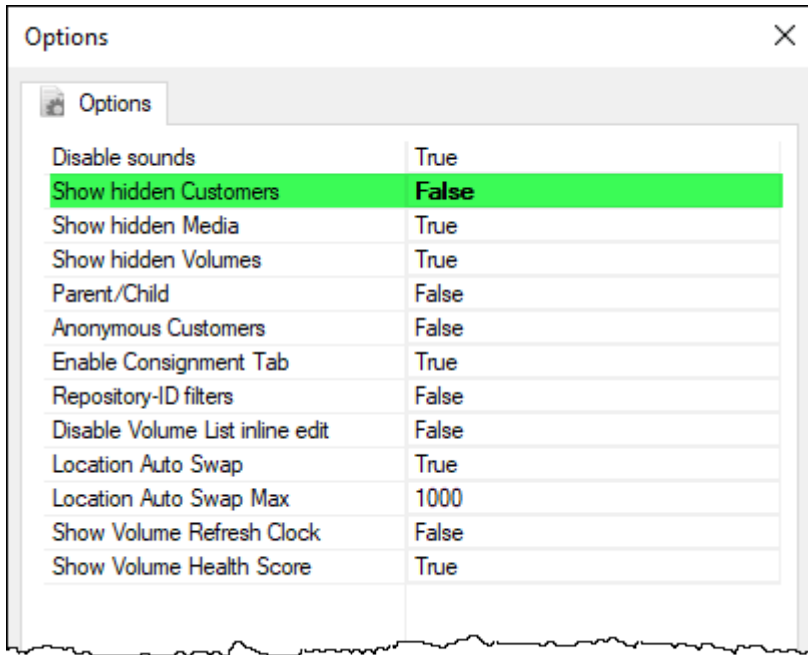 Options
Options
Disable sounds True
Show hidden Customers False
Show hidden Media True
Show hidden Volumes True
Parent/Child False
Anonymous Customers False
Enable Consignment Tab True
Repository-ID filters False
Disable Volume List inline edit False
Location Auto Swap True
Location Auto Swap Max 1000
Show Volume Refresh Clock False
Show Volume Health Score True